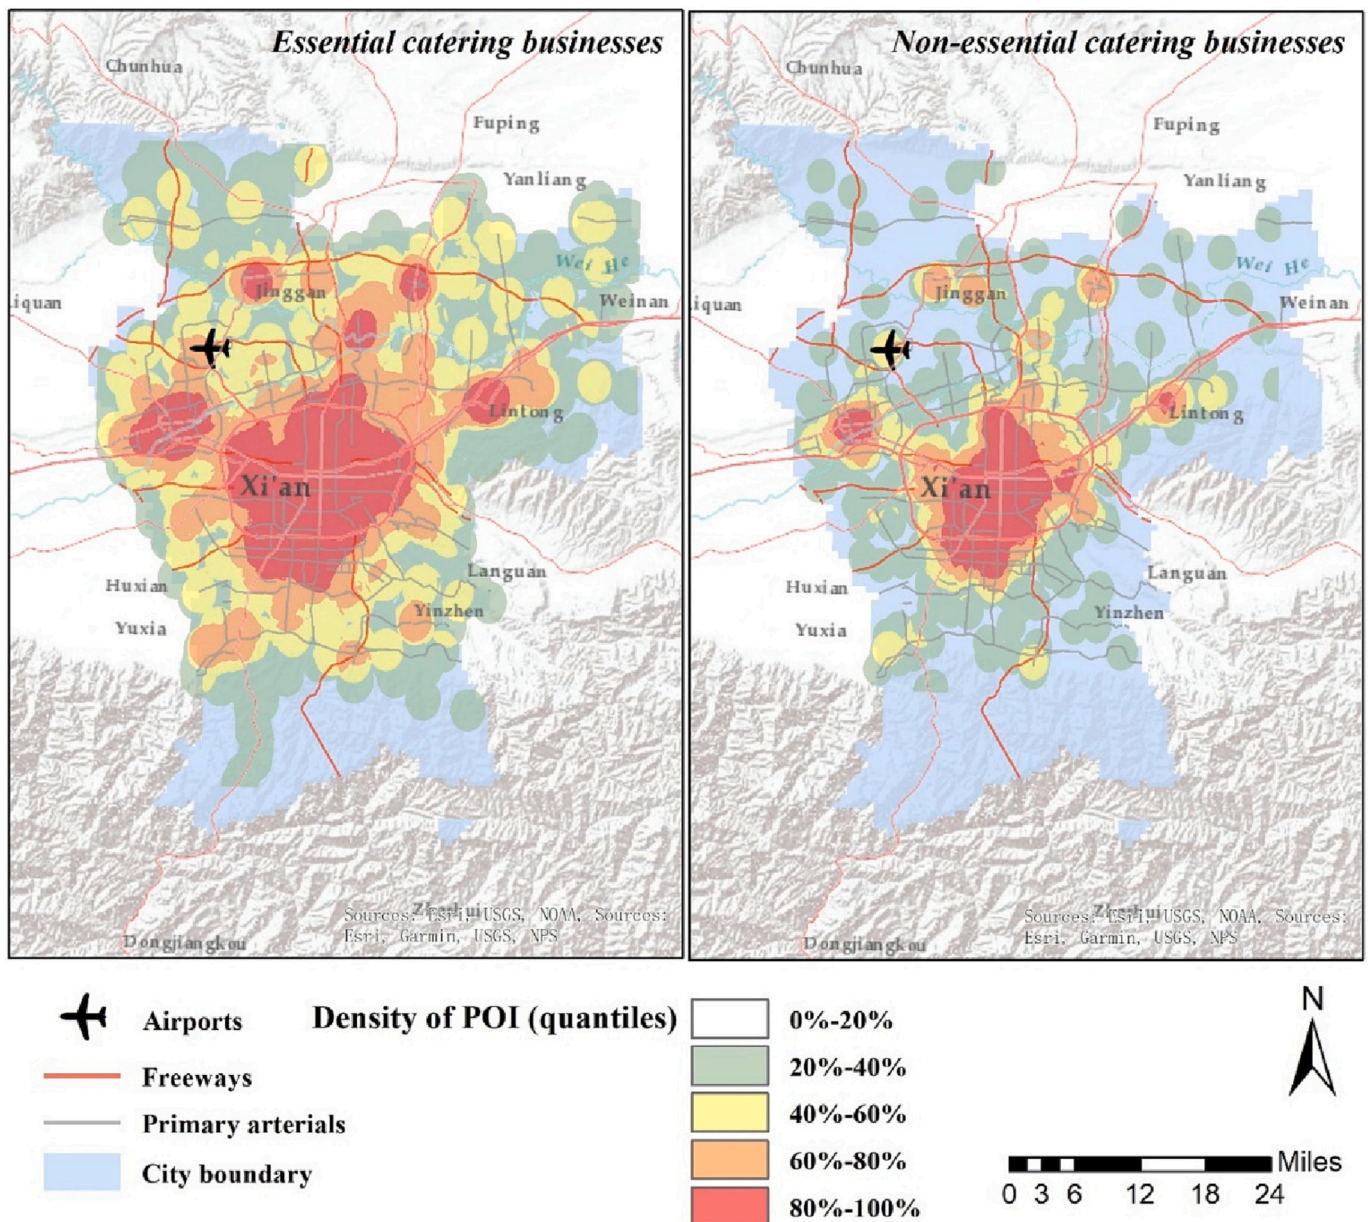 Essential catering businesses
Chunhua
Fuping
Yanliang
Wei He
Jinggan
Liquan
Weinan
Lintong
Xi'an
Huxian
Languan
Yinzhen
Yuxia
Sources: Esri, USGS, NOAA, Sources:
Esri, Garmin, USGS, NPS
Dongjiangkou
Non-essential catering businesses
Chunhua
Fuping
Yanliang
Wei He
Jinggan
iquan
Weinan
Lintong
Xi'an
Huxian
Languan
Yinzhen
Yuxia
Sources: Esri, USGS, NOAA, Sources:
Esri, Garmin, USGS, NPS
Dongjiangkou
Airports
Freeways
Primary arterials
City boundary
Density of POI (quantiles)
0%-20%
20%-40%
40%-60%
60%-80%
80%-100%
N
Miles
0 3 6 12 18 24